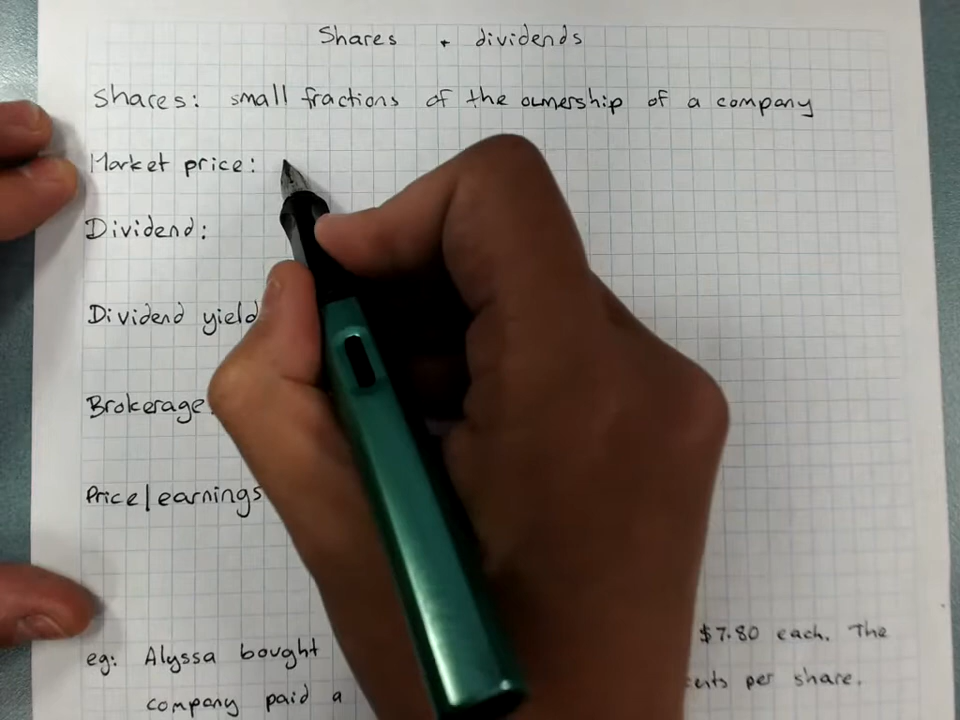 Shares + dividends
Shares: small fractions of the ownership of a company
Market price:
Dividend:
Dividend yield
Brokerage:
Price/earnings
eg: Alyssa bought $7.80 each. The
company paid a per share.